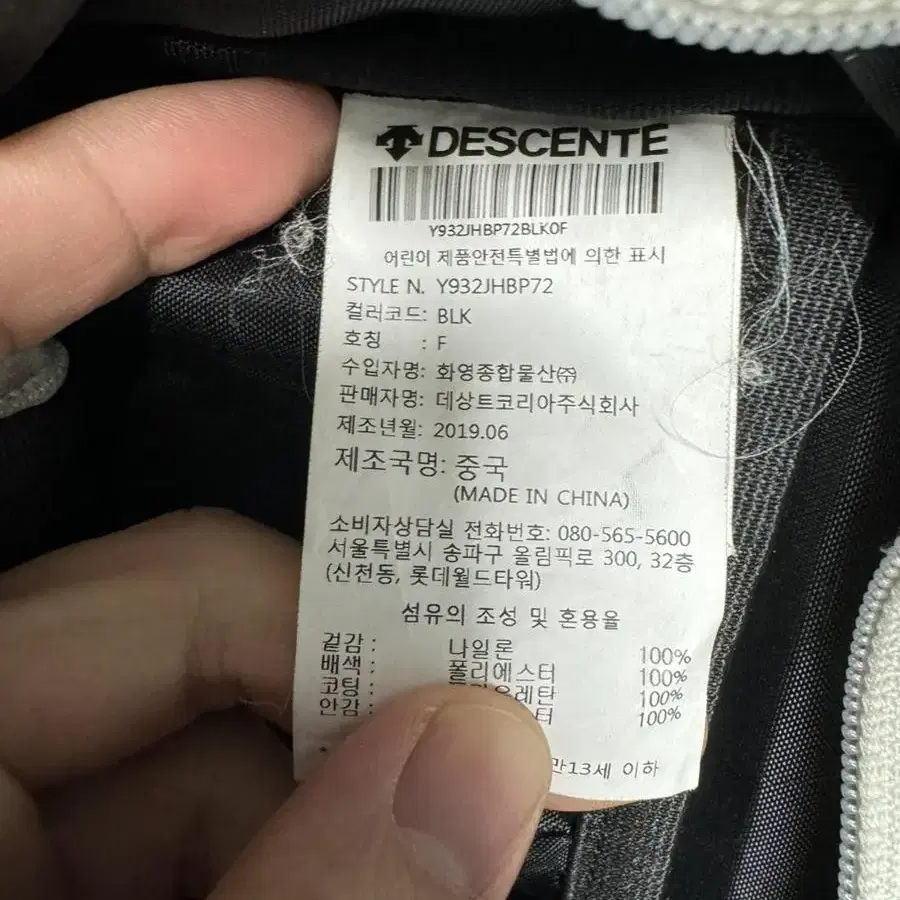 DESCENTE
Y932JHBP72BLK0F
어린이 제품안전특별법에 의한 표시
STYLE N. Y932JHBP72
컬러코드: BLK
호칭 : F
수입자명: 화영종합물산㈜
판매자명: 데상트코리아주식회사
제조년월: 2019.06
제조국명: 중국
(MADE IN CHINA)
소비자상담실 전화번호: 080-565-5600
서울특별시 송파구 올림픽로 300, 32층
(신천동, 롯데월드타워)
섬유의 조성 및 혼용율
겉감 : 나일론 100%
배색 : 폴리에스터 100%
코팅 : 100%
안감 : 100%
만13세 이하